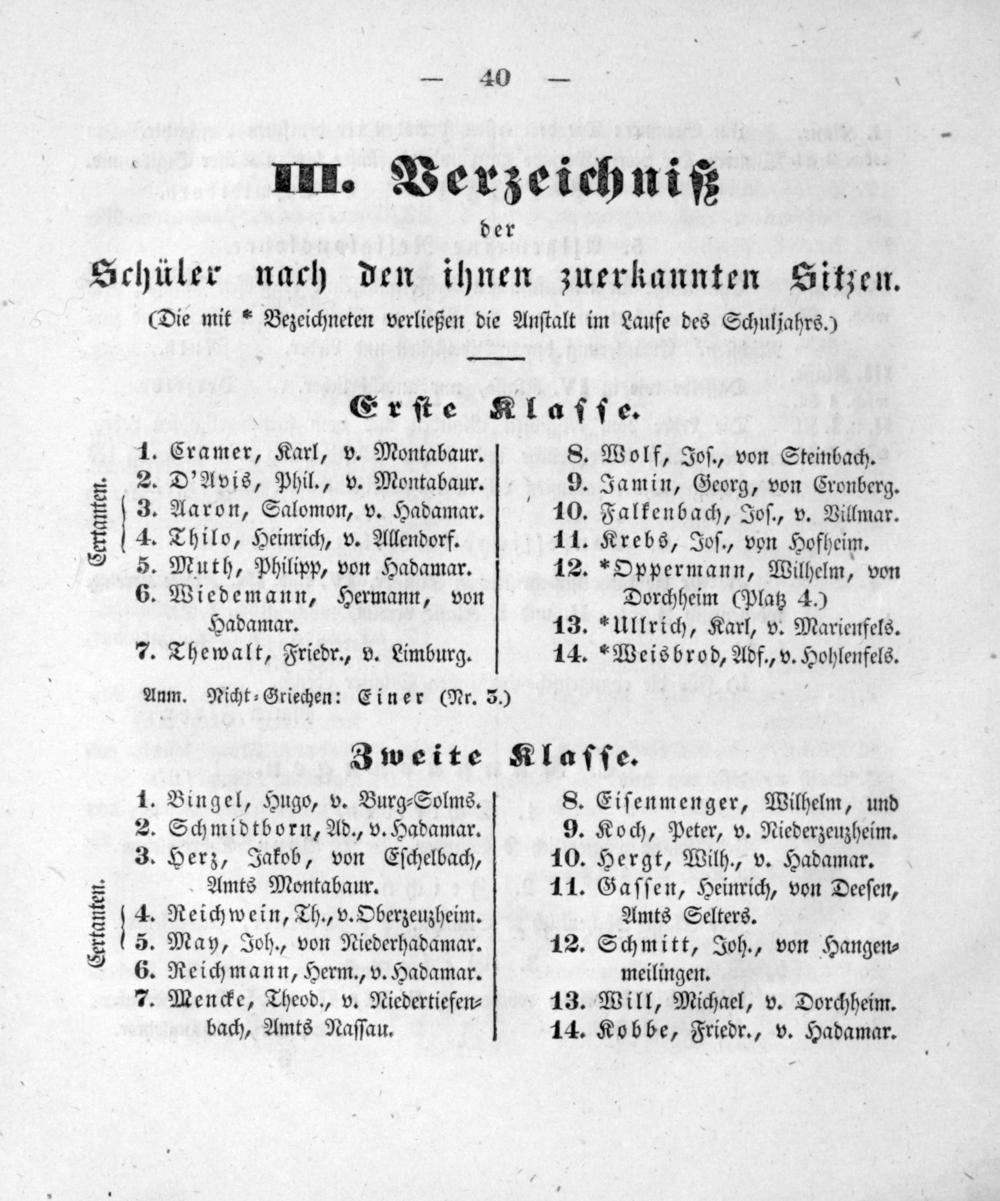 — 40 —
III. Verzeichniß
der
Schüler nach den ihnen zuerkannten Sitzen.
(Die mit * Bezeichneten verließen die Anstalt im Laufe des Schuljahrs.)
Erste Klasse.
Certanten.
1. Cramer, Karl, v. Montabaur.
2. D'Avis, Phil., v. Montabaur.
3. Aaron, Salomon, v. Hadamar.
4. Thilo, Heinrich, v. Allendorf.
5. Muth, Philipp, von Hadamar.
6. Wiedemann, Hermann, von
Hadamar.
7. Thewalt, Friedr., v. Limburg.
8. Wolf, Jos., von Steinbach.
9. Jamin, Georg, von Cronberg.
10. Falkenbach, Jos., v. Villmar.
11. Krebs, Jos., von Hofheim.
12. *Oppermann, Wilhelm, von
Dorchheim (Platz 4.)
13. *Ullrich, Karl, v. Marienfels.
14. *Weisbrod, Adf., v. Hohlenfels.
Anm. Nicht-Griechen: Einer (Nr. 3.)
Zweite Klasse.
Certanten.
1. Bingel, Hugo, v. Burg-Solms.
2. Schmidtborn, Ad., v. Hadamar.
3. Herz, Jakob, von Eschelbach,
Amts Montabaur.
4. Reichwein, Th., v. Oberzeuzheim.
5. May, Joh., von Niederhadamar.
6. Reichmann, Herm., v. Hadamar.
7. Mencke, Theod., v. Niedertiefen-
bach, Amts Nassau.
8. Eisenmenger, Wilhelm, und
9. Koch, Peter, v. Niederzeuzheim.
10. Hergt, Wilh., v. Hadamar.
11. Gassen, Heinrich, von Deesen,
Amts Selters.
12. Schmitt, Joh., von Hangen-
meilingen.
13. Will, Michael, v. Dorchheim.
14. Kobbe, Friedr., v. Hadamar.